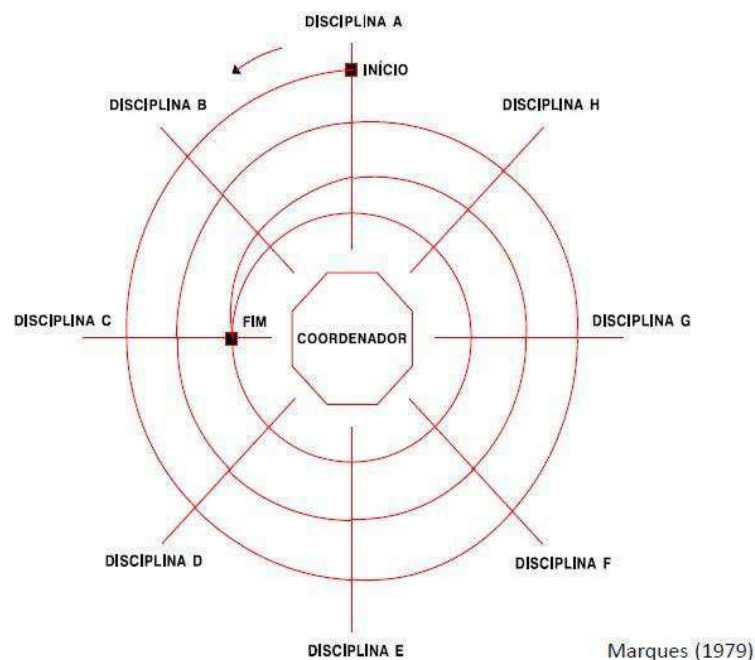 DISCIPLINA A
INÍCIO
DISCIPLINA B
DISCIPLINA H
DISCIPLINA C
FIM
COORDENADOR
DISCIPLINA G
DISCIPLINA D
DISCIPLINA F
DISCIPLINA E
Marques (1979)